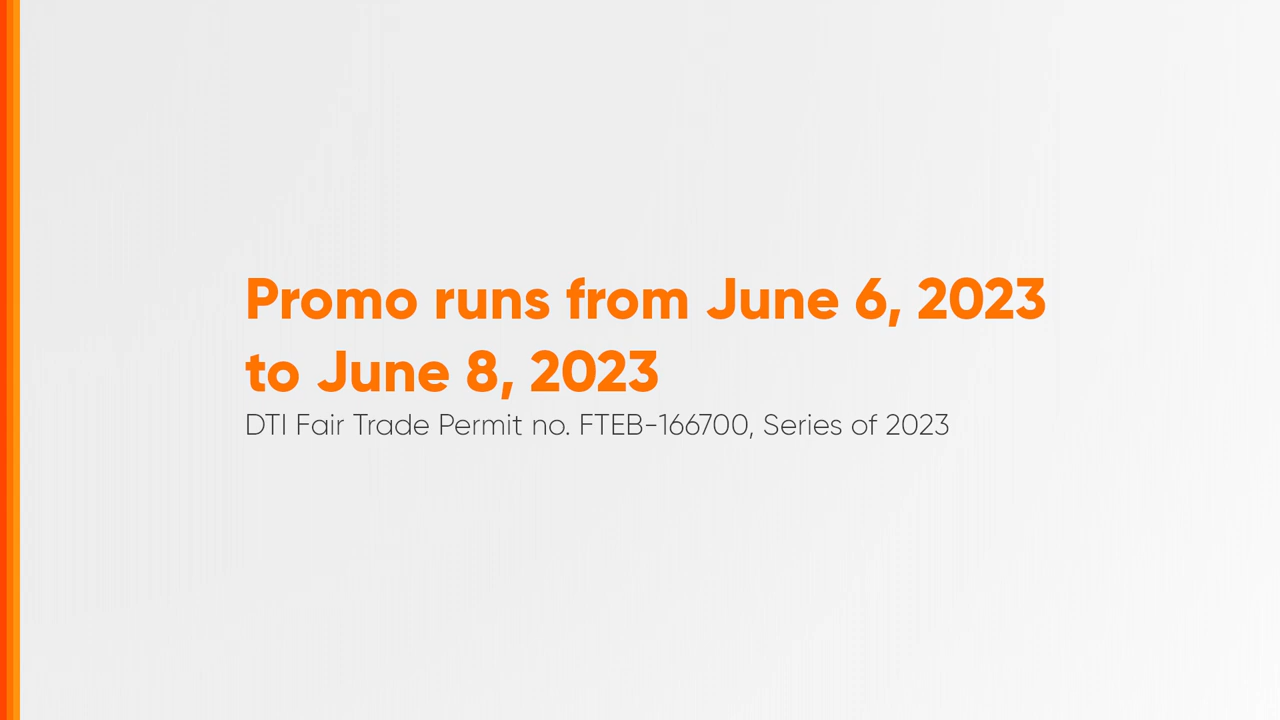 Promo runs from June 6, 2023
to June 8, 2023
DTI Fair Trade Permit no. FTEB-166700, Series of 2023